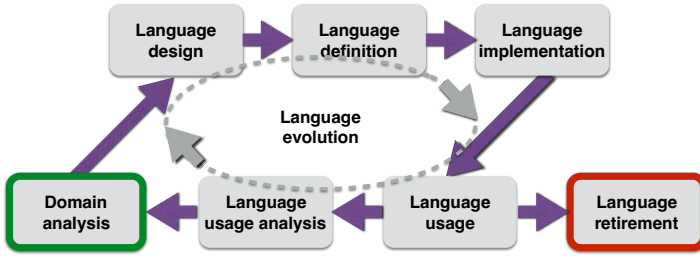 Language
design
Language
definition
Language
implementation
Language
evolution
Domain
analysis
Language
usage analysis
Language
usage
Language
retirement